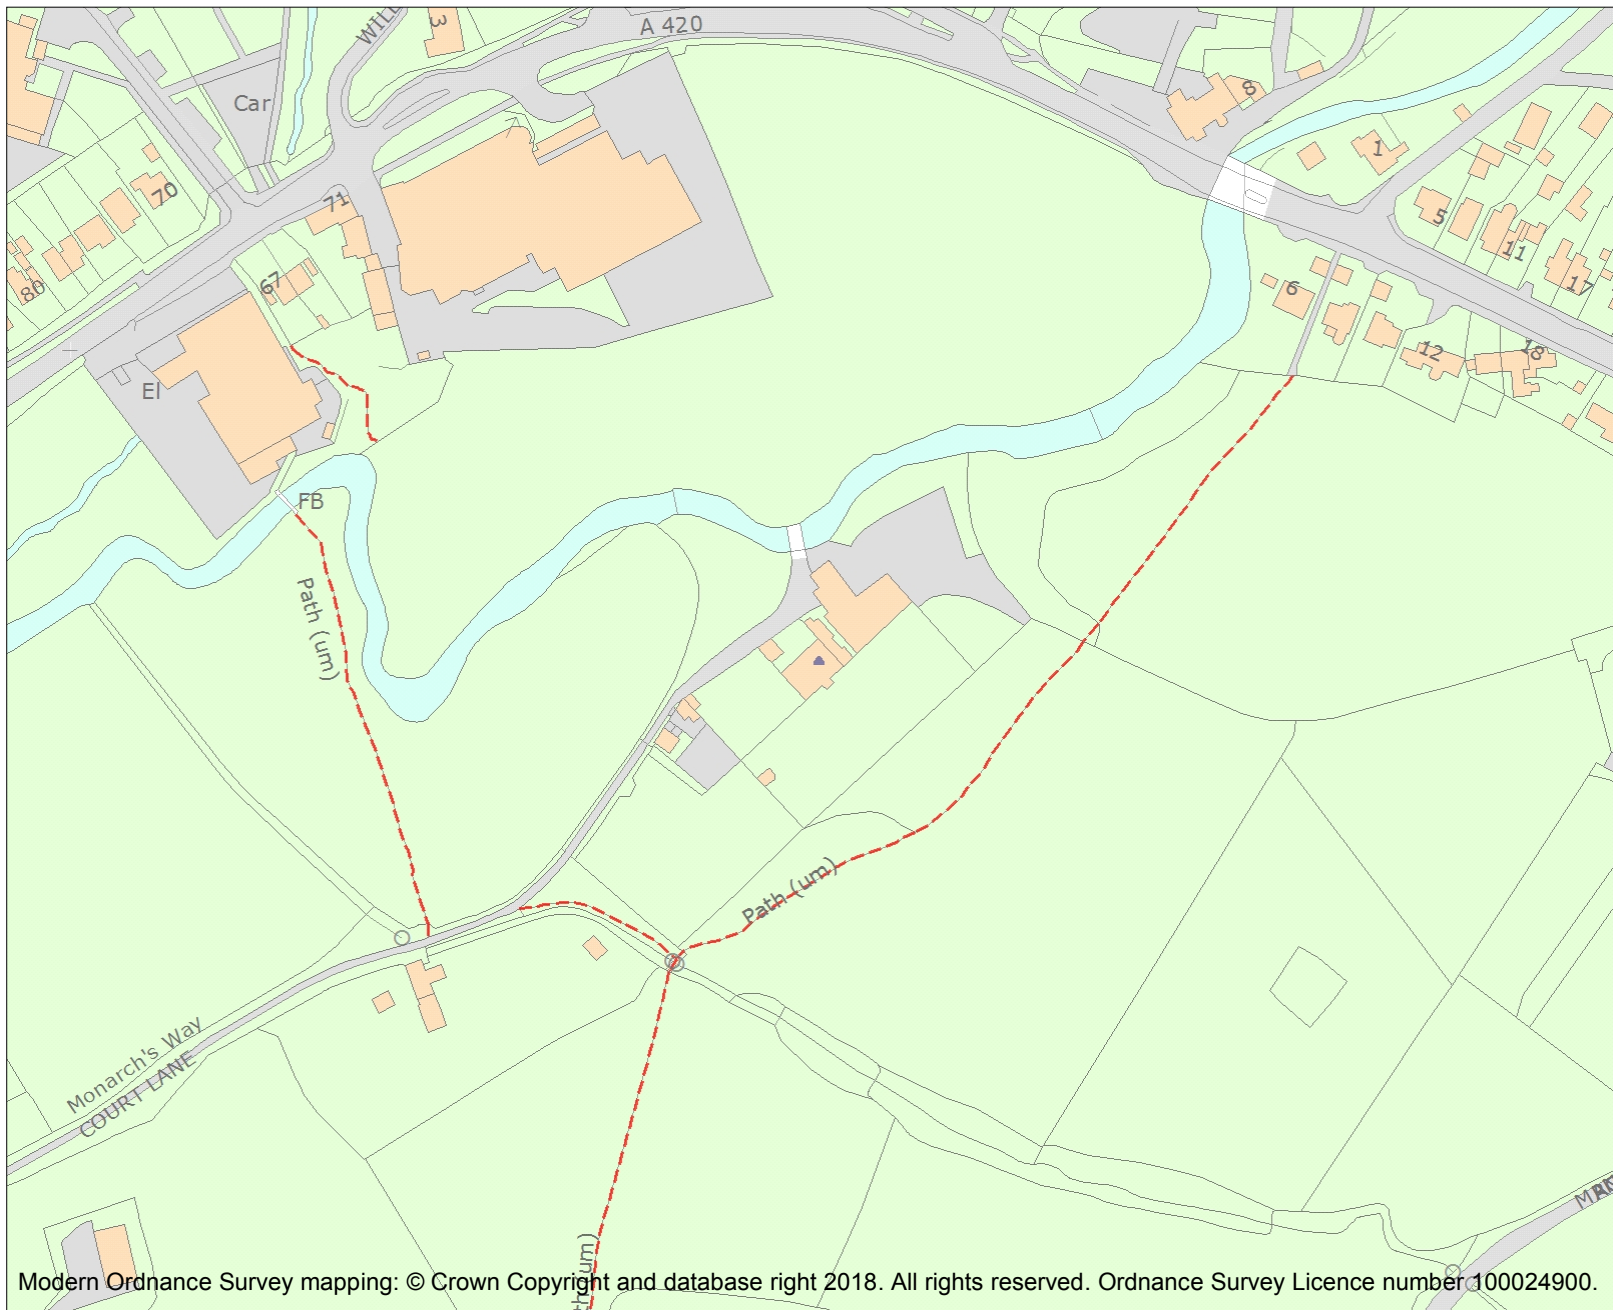 A 420
3
WILL
Car
8
1
70
71
5
11
17
67
80
6
12
18
El
FB
Path (um)
Path (um)
Monarch's Way
COURT LANE
Modern Ordnance Survey mapping: © Crown Copyright and database right 2018. All rights reserved. Ordnance Survey Licence number 100024900.